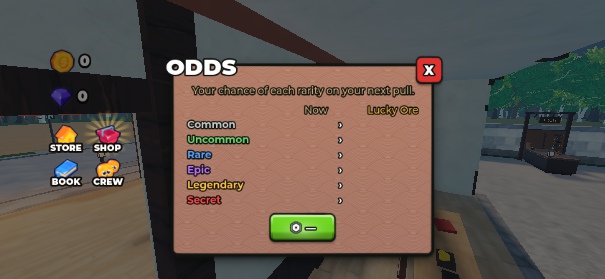 0
0
STORE
SHOP
BOOK
CREW
ODDS
X
Your chance of each rarity on your next pull.
Now Lucky Ore
Common ›
Uncommon ›
Rare ›
Epic ›
Legendary ›
Secret ›
—